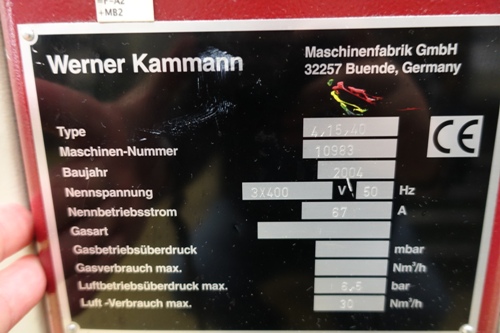 +MB2
Werner Kammann
Maschinenfabrik GmbH
32257 Buende, Germany
Type 4,15,40
Maschinen-Nummer 10983
CE
Baujahr 2004
Nennspannung 3X400 V 50 Hz
Nennbetriebsstrom 67 A
Gasart
Gasbetriebsüberdruck mbar
Gasverbrauch max. Nm³/h
Luftbetriebsüberdruck max. 6,5 bar
Luft -Verbrauch max. 30 Nm³/h